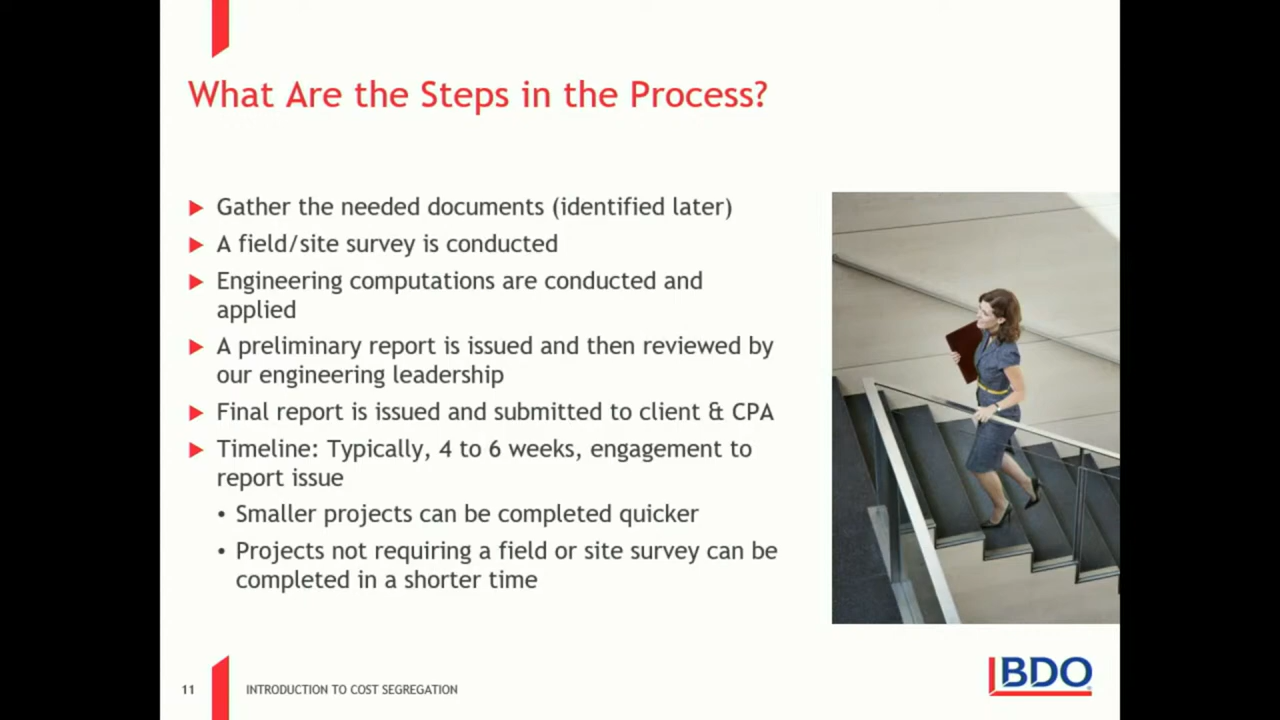 What Are the Steps in the Process?
Gather the needed documents (identified later)
A field/site survey is conducted
Engineering computations are conducted and
applied
A preliminary report is issued and then reviewed by
our engineering leadership
Final report is issued and submitted to client & CPA
Timeline: Typically, 4 to 6 weeks, engagement to
report issue
• Smaller projects can be completed quicker
• Projects not requiring a field or site survey can be
completed in a shorter time
11 INTRODUCTION TO COST SEGREGATION
BDO